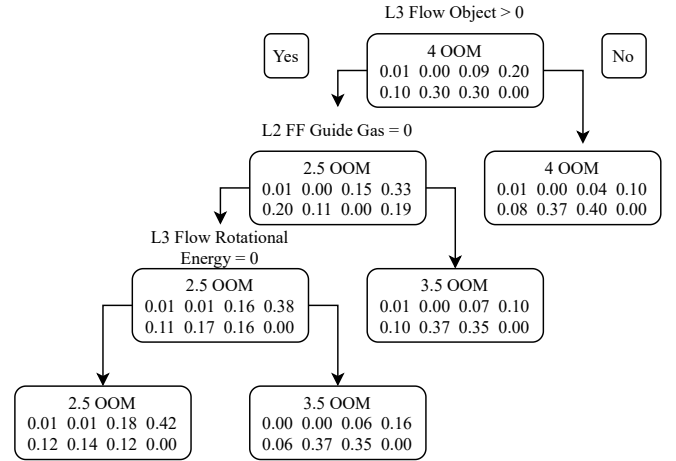 L3 Flow Object > 0
Yes
4 OOM
0.01 0.00 0.09 0.20
0.10 0.30 0.30 0.00
No
L2 FF Guide Gas = 0
2.5 OOM
0.01 0.00 0.15 0.33
0.20 0.11 0.00 0.19
4 OOM
0.01 0.00 0.04 0.10
0.08 0.37 0.40 0.00
L3 Flow Rotational
Energy = 0
2.5 OOM
0.01 0.01 0.16 0.38
0.11 0.17 0.16 0.00
3.5 OOM
0.01 0.00 0.07 0.10
0.10 0.37 0.35 0.00
2.5 OOM
0.01 0.01 0.18 0.42
0.12 0.14 0.12 0.00
3.5 OOM
0.00 0.00 0.06 0.16
0.06 0.37 0.35 0.00